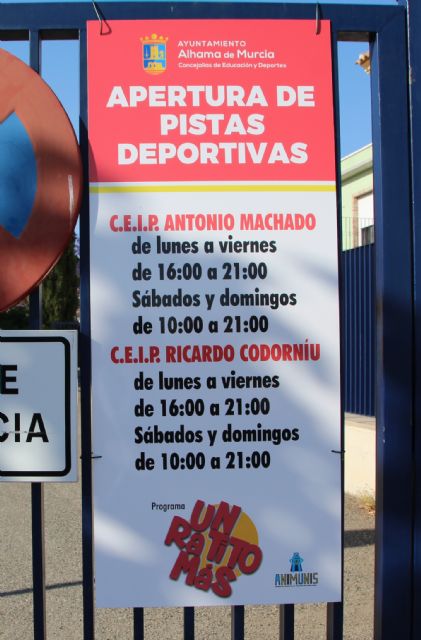 AYUNTAMIENTO
Alhama de Murcia
Concejalías de Educación y Deportes
APERTURA DE
PISTAS
DEPORTIVAS
C.E.I.P. ANTONIO MACHADO
de lunes a viernes
de 16:00 a 21:00
Sábados y domingos
de 10:00 a 21:00
C.E.I.P. RICARDO CODORNÍU
de lunes a viernes
de 16:00 a 21:00
Sábados y domingos
de 10:00 a 21:00
E
CIA
Programa
UN
RATITO
MÁS
ANIMUNIS